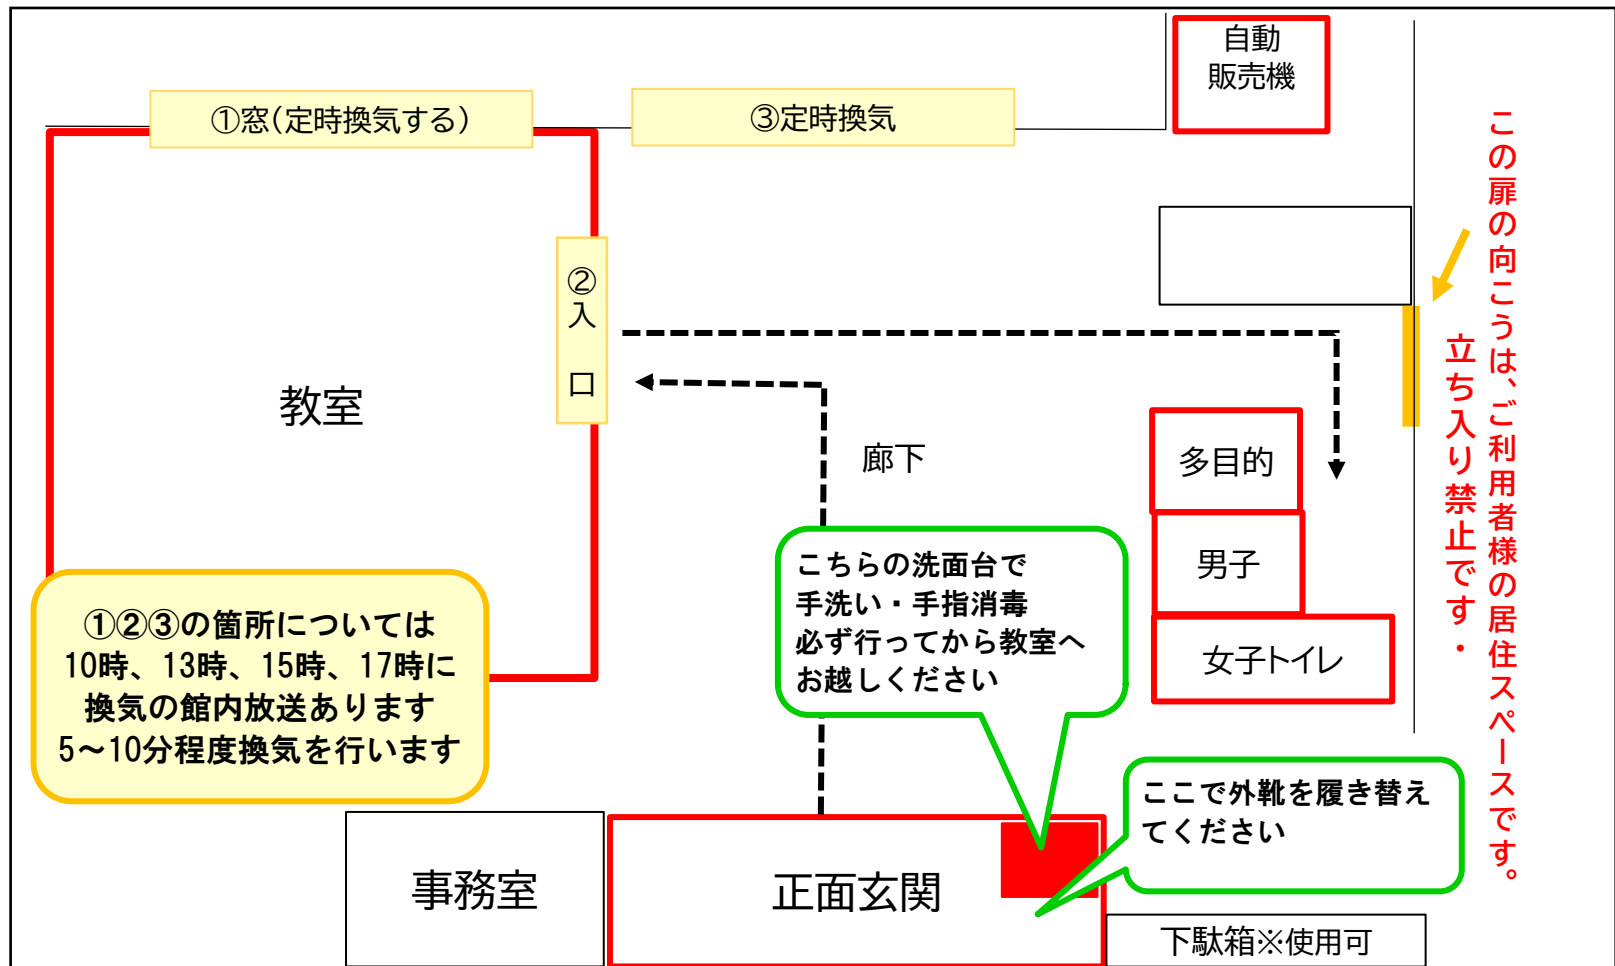 自動
販売機
①窓(定時換気する)
③定時換気
②入 口
教室
廊下
多目的
男子
女子トイレ
この扉の向こうは、ご利用者様の居住スペースです。
立ち入り禁止です・
こちらの洗面台で
手洗い・手指消毒
必ず行ってから教室へ
お越しください
①②③の箇所については
10時、13時、15時、17時に
換気の館内放送あります
5～10分程度換気を行います
ここで外靴を履き替え
てください
事務室
正面玄関
下駄箱※使用可